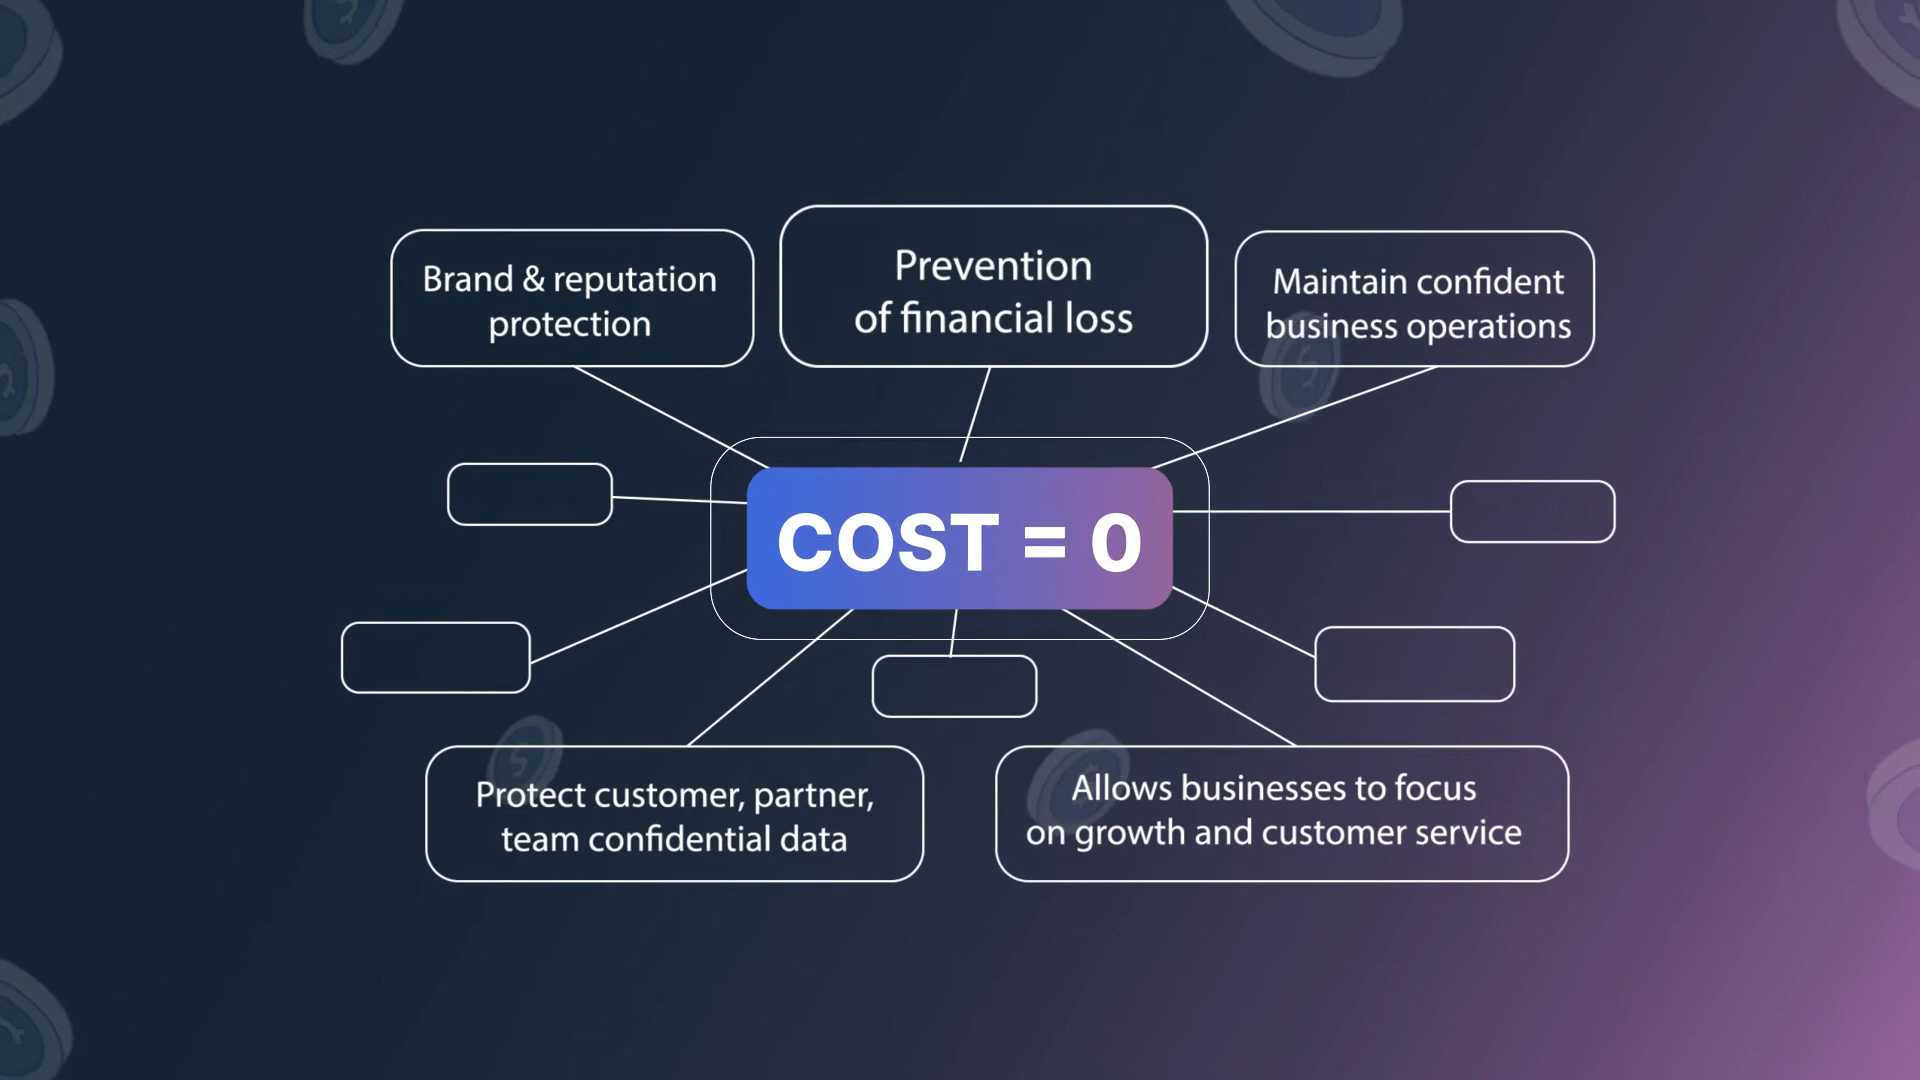 Brand & reputation
protection
Prevention
of financial loss
Maintain confident
business operations
COST = 0
Protect customer, partner,
team confidential data
Allows businesses to focus
on growth and customer service